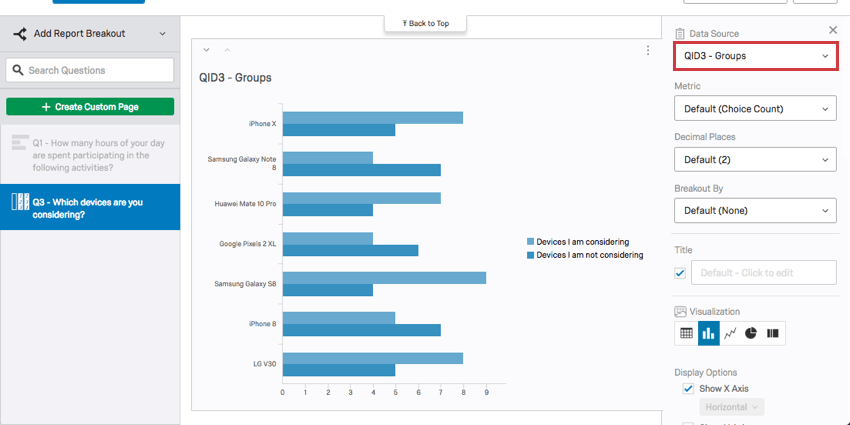 Back to Top
Add Report Breakout
Search Questions
+ Create Custom Page
Q1 - How many hours of your day
are spent participating in the
following activities?
Q3 - Which devices are you
considering?
QID3 - Groups
iPhone X
Samsung Galaxy Note
8
Huawei Mate 10 Pro
Google Pixels 2 XL
Samsung Galaxy S8
iPhone 8
LG V30
0 1 2 3 4 5 6 7 8 9
Devices I am considering
Devices I am not considering
Data Source
QID3 - Groups
Metric
Default (Choice Count)
Decimal Places
Default (2)
Breakout By
Default (None)
Title
Default - Click to edit
Visualization
Display Options
Show X Axis
Horizontal